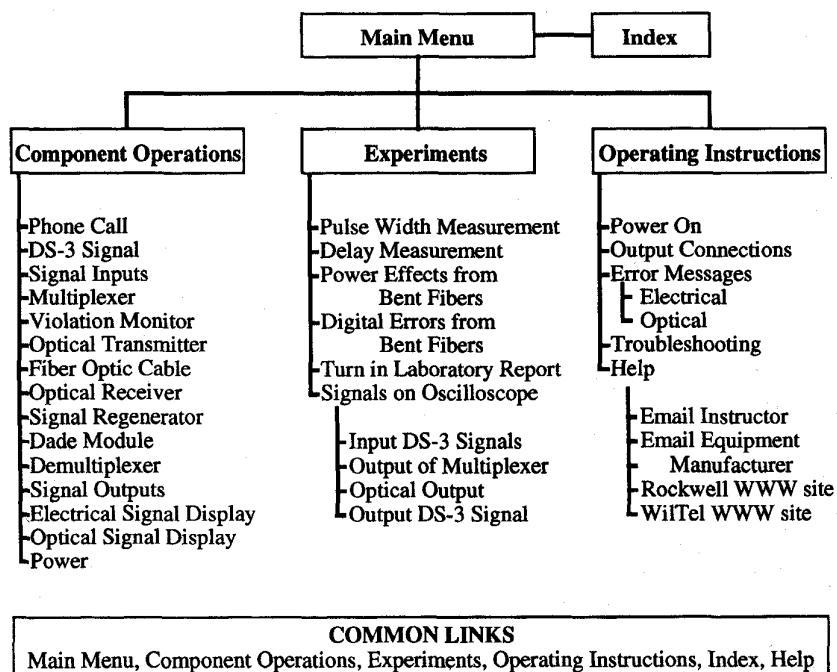 Main Menu
Index
Component Operations
Phone Call
DS-3 Signal
Signal Inputs
Multiplexer
Violation Monitor
Optical Transmitter
Fiber Optic Cable
Optical Receiver
Signal Regenerator
Dade Module
Demultiplexer
Signal Outputs
Electrical Signal Display
Optical Signal Display
Power
Experiments
Pulse Width Measurement
Delay Measurement
Power Effects from
Bent Fibers
Digital Errors from
Bent Fibers
Turn in Laboratory Report
Signals on Oscilloscope
Input DS-3 Signals
Output of Multiplexer
Optical Output
Output DS-3 Signal
Operating Instructions
Power On
Output Connections
Error Messages
Electrical
Optical
Troubleshooting
Help
Email Instructor
Email Equipment
Manufacturer
Rockwell WWW site
WilTel WWW site
COMMON LINKS
Main Menu, Component Operations, Experiments, Operating Instructions, Index, Help